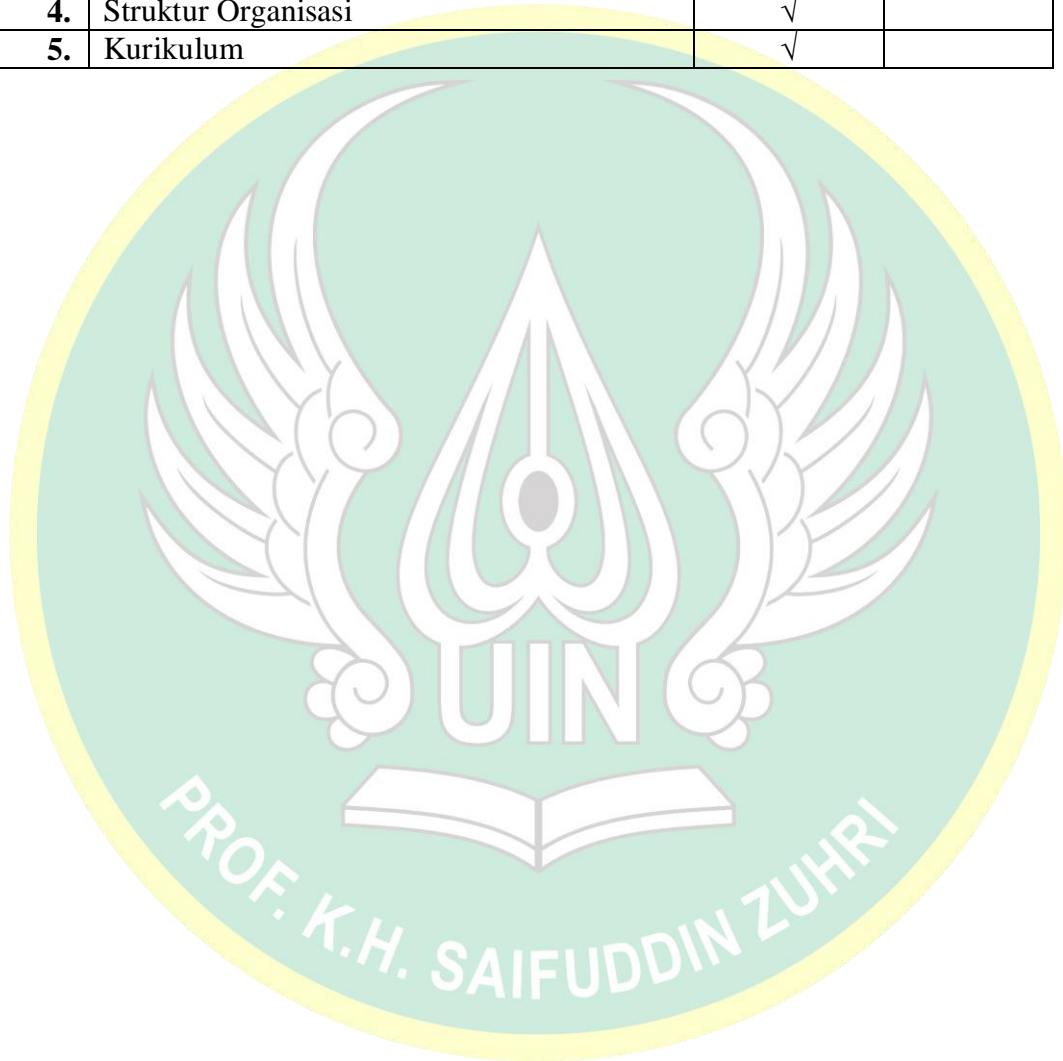 4. Struktur Organisasi √
5. Kurikulum √
UIN
PROF. K.H. SAIFUDDIN ZUHRI